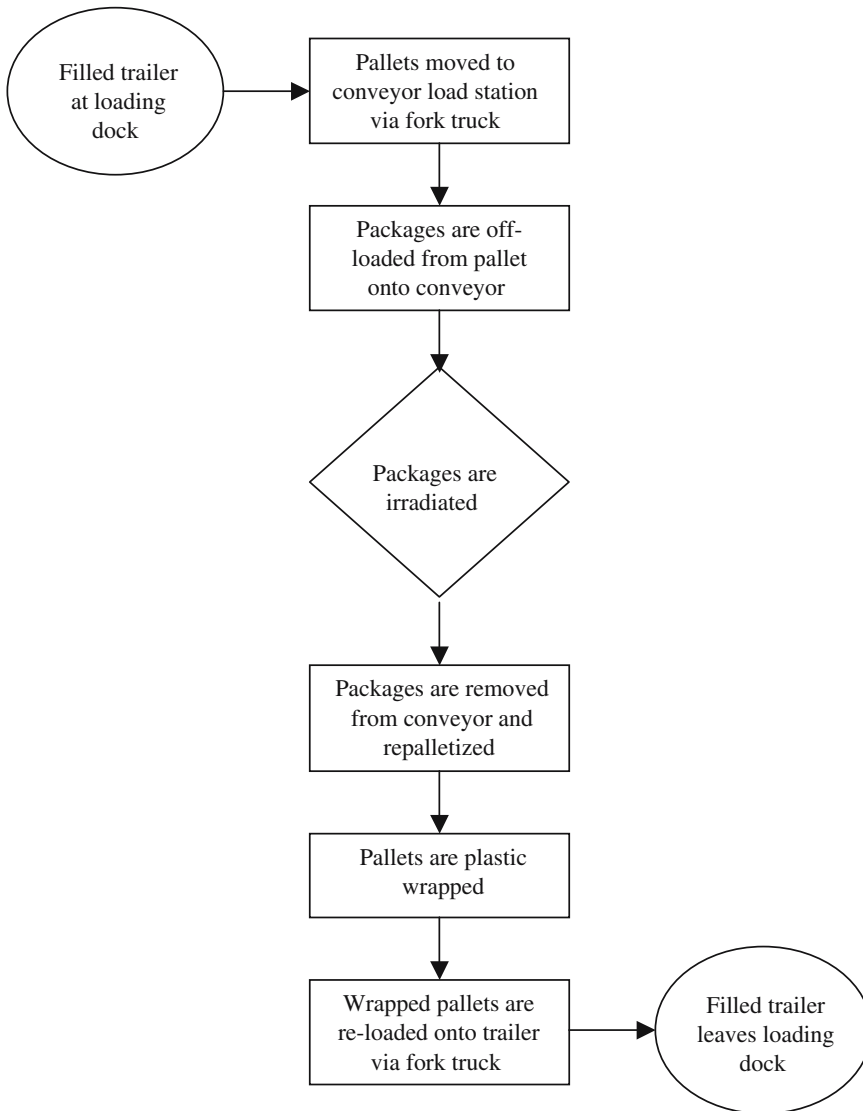 Filled trailer
at loading
dock
Pallets moved to
conveyor load station
via fork truck
Packages are off-
loaded from pallet
onto conveyor
Packages are
irradiated
Packages are removed
from conveyor and
repalletized
Pallets are plastic
wrapped
Wrapped pallets are
re-loaded onto trailer
via fork truck
Filled trailer
leaves loading
dock